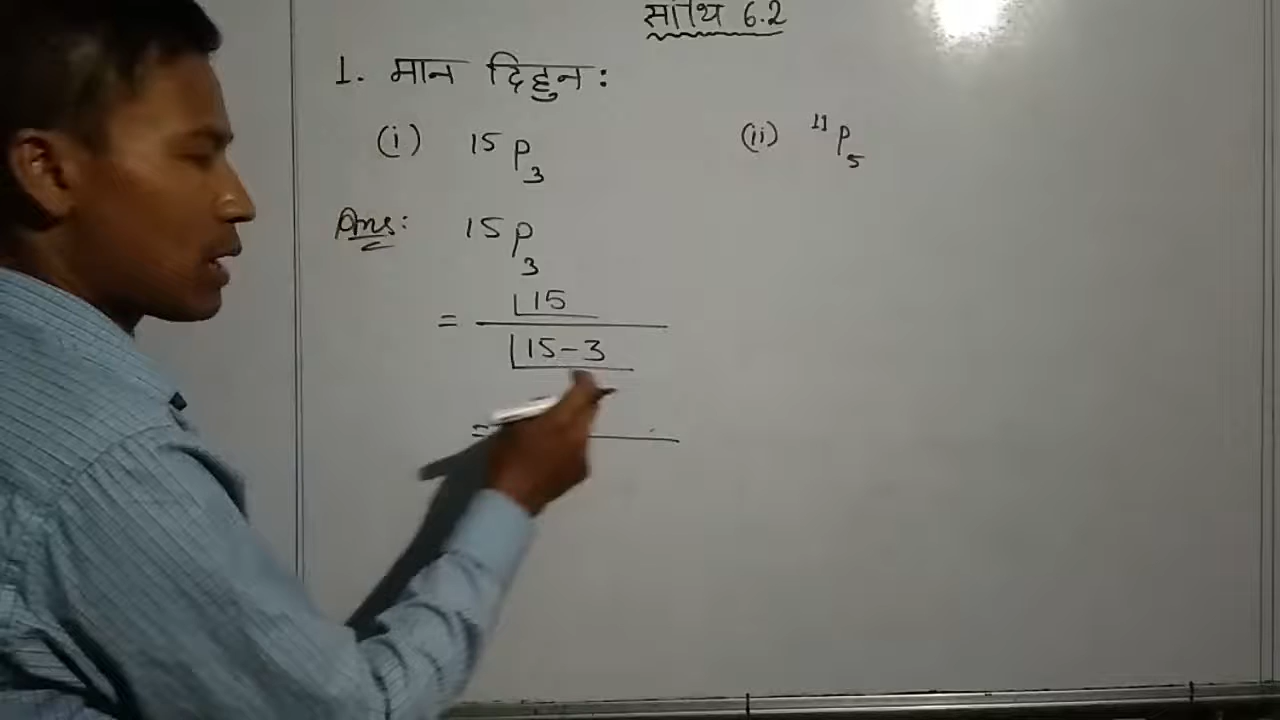 साथि 6.2
1. मान दिहुन :
(i) ¹⁵P₃ (ii) ¹¹P₅
Ans: ¹⁵P₃
= |15 / |15-3
=